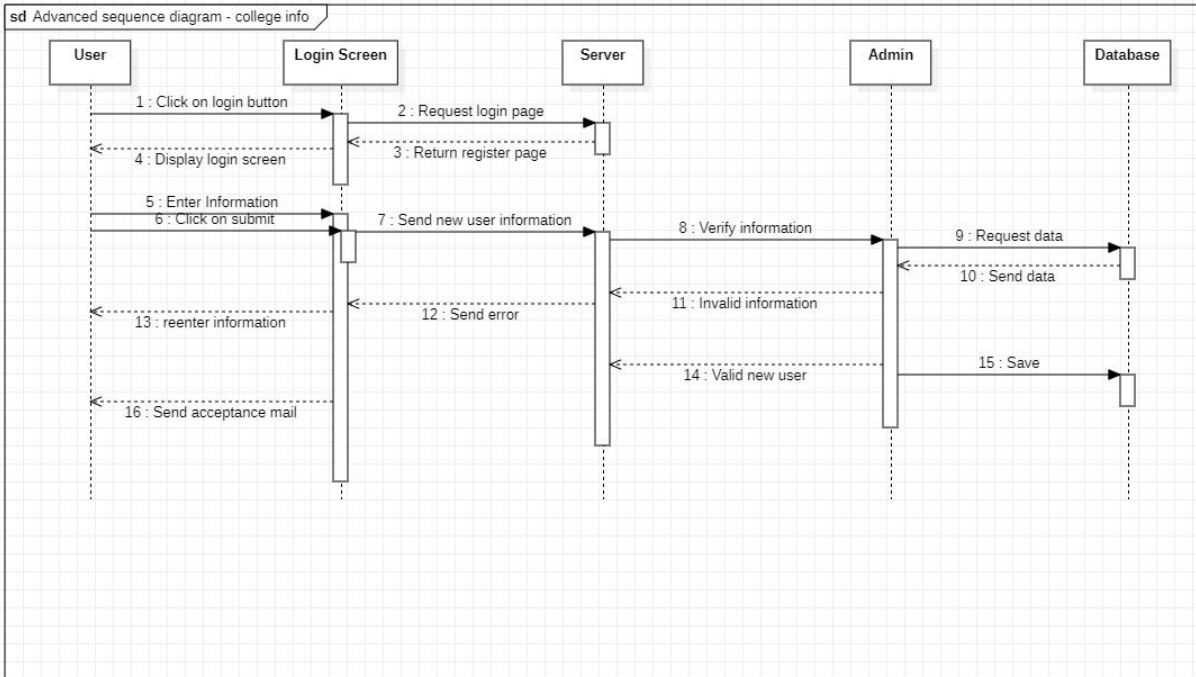 sd Advanced sequence diagram - college info
User
Login Screen
Server
Admin
Database
1 : Click on login button
2 : Request login page
3 : Return register page
4 : Display login screen
5 : Enter Information
6 : Click on submit
7 : Send new user information
8 : Verify information
9 : Request data
10 : Send data
11 : Invalid information
12 : Send error
13 : reenter information
14 : Valid new user
15 : Save
16 : Send acceptance mail